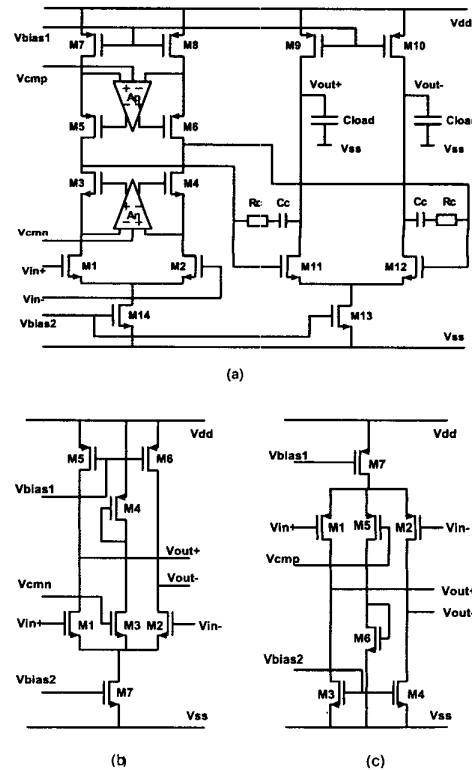 Vdd
Vbias1
M7
M8
M9
M10
Vcmp
Vout+
Vout-
Cload
Cload
Vss
Vss
M5
M6
M3
M4
Rc
Cc
Cc
Rc
Vcmn
Vin+
M1
M2
M11
M12
Vin-
Vbias2
M14
M13
Vss
(a)
Vdd
M5
M6
Vbias1
M4
Vout+
Vcmn
Vout-
Vin+
M1
M3
M2
Vin-
Vbias2
M7
Vss
(b)
Vdd
Vbias1
M7
Vin+
M1
M5
M2
Vin-
Vcmp
Vout+
Vout-
M6
Vbias2
M3
M4
Vss
(c)